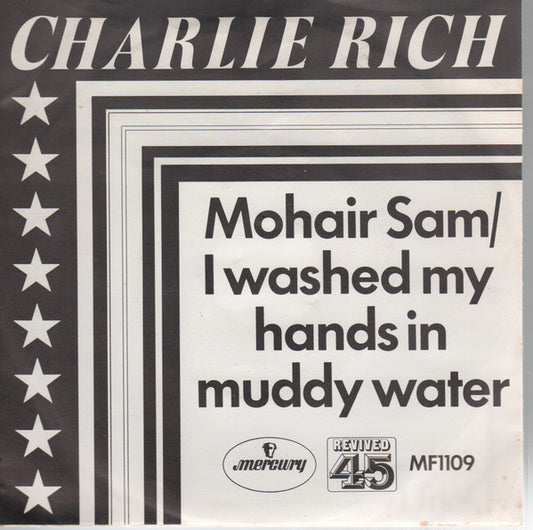 CHARLIE RICH
Mohair Sam/
I washed my
hands in
muddy water
mercury
REVIVED
45
MF1109